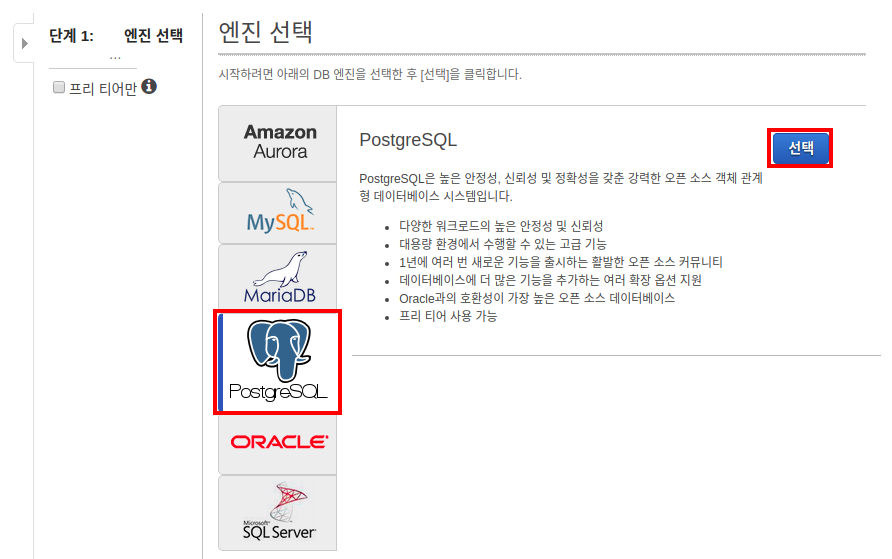 단계 1: 엔진 선택
...
프리 티어만
엔진 선택
시작하려면 아래의 DB 엔진을 선택한 후 [선택]을 클릭합니다.
Amazon
Aurora
MySQL
MariaDB
PostgreSQL
ORACLE
Microsoft
SQL Server
PostgreSQL
선택
PostgreSQL은 높은 안정성, 신뢰성 및 정확성을 갖춘 강력한 오픈 소스 객체 관계
형 데이터베이스 시스템입니다.
다양한 워크로드의 높은 안정성 및 신뢰성
대용량 환경에서 수행할 수 있는 고급 기능
1년에 여러 번 새로운 기능을 출시하는 활발한 오픈 소스 커뮤니티
데이터베이스에 더 많은 기능을 추가하는 여러 확장 옵션 지원
Oracle과의 호환성이 가장 높은 오픈 소스 데이터베이스
프리 티어 사용 가능